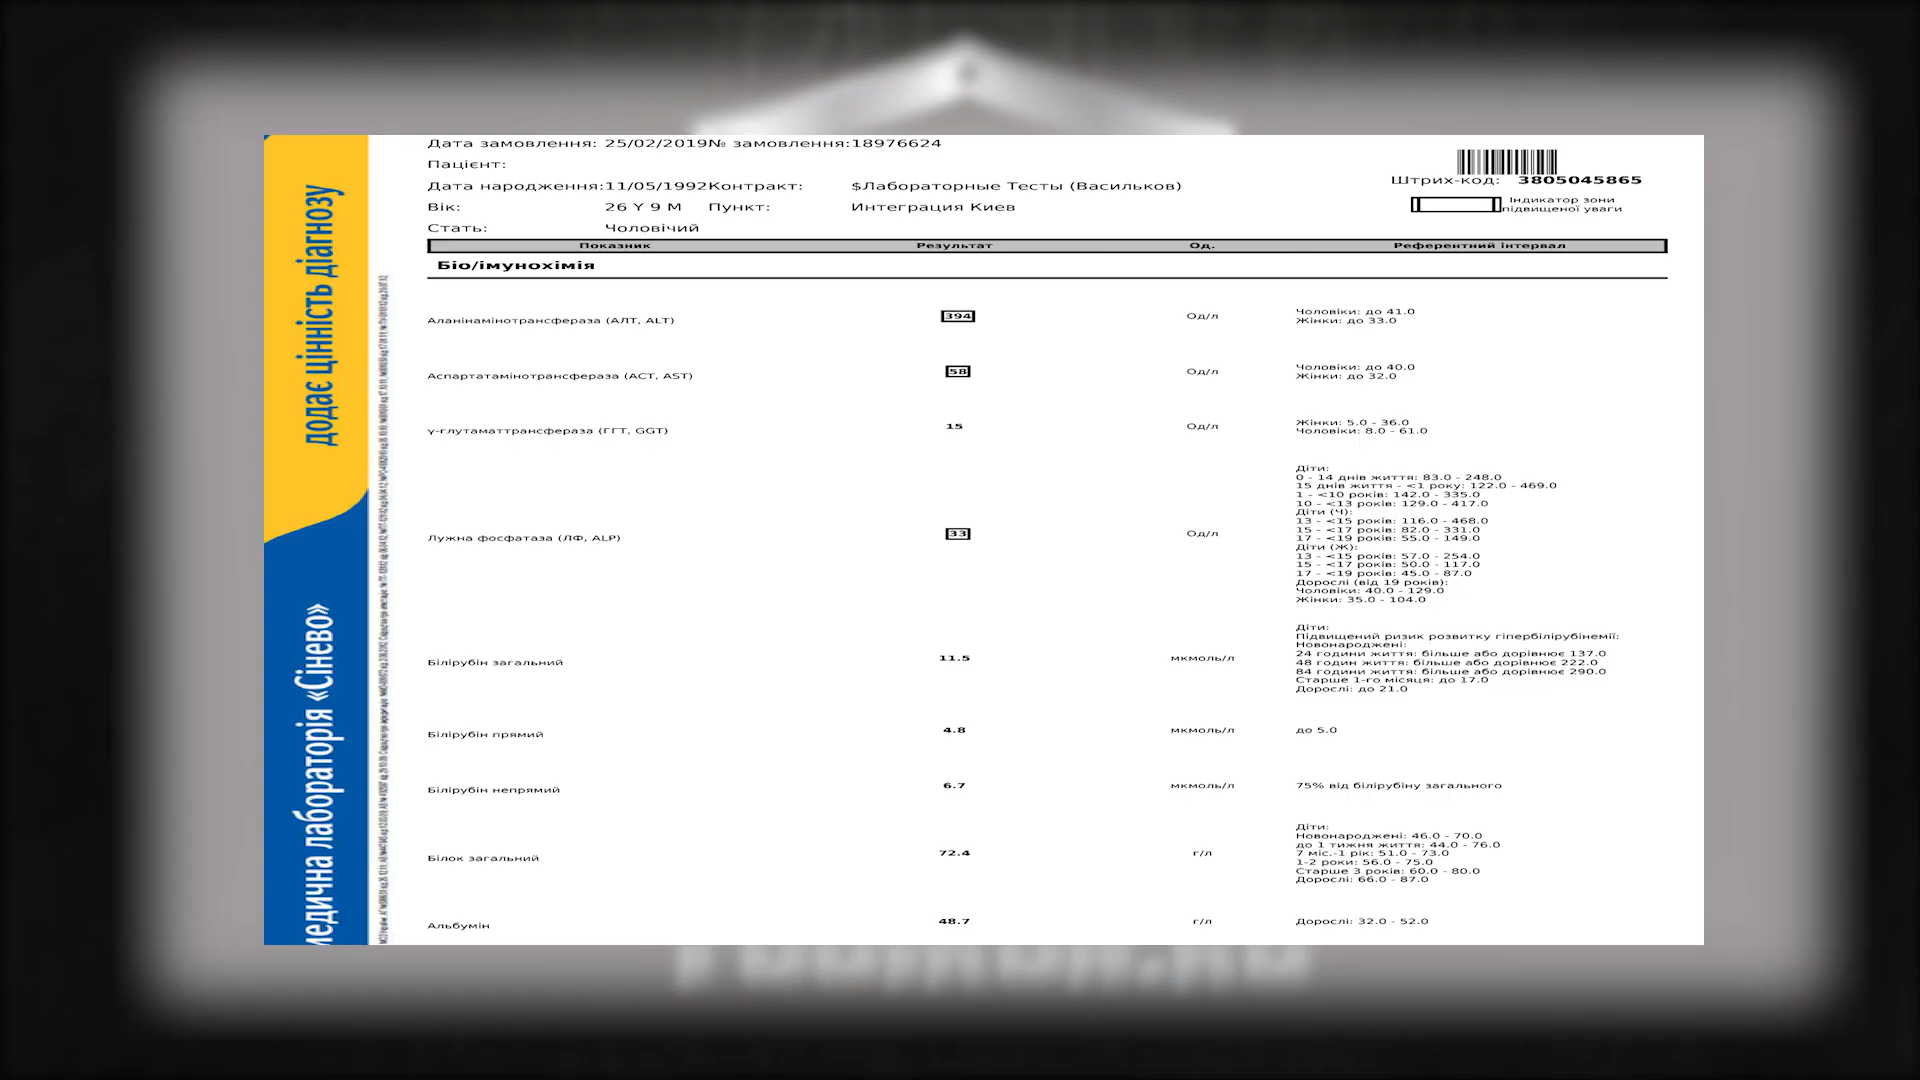 Дата замовлення: 25/02/2019№ замовлення:18976624
Пацієнт:
Дата народження:11/05/1992Контракт: $Лабораторные Тесты (Васильков)
Вік: 26 Y 9 M Пункт: Интеграция Киев
Стать: Чоловічий
Штрих-код: 3805045865
Індикатор зони
підвищеної уваги
Показник Результат Од. Референтний інтервал
Біо/імунохімія
Аланінамінотрансфераза (АЛТ, ALT) 394 Од/л Чоловіки: до 41.0
Жінки: до 33.0
Аспартатамінотрансфераза (АСТ, AST) 58 Од/л Чоловіки: до 40.0
Жінки: до 32.0
γ-глутаматтрансфераза (ГГТ, GGT) 15 Од/л Жінки: 5.0 - 36.0
Чоловіки: 8.0 - 61.0
Лужна фосфатаза (ЛФ, ALP) 33 Од/л
Діти:
0 - 14 днів життя: 83.0 - 248.0
15 днів життя - <1 року: 122.0 - 469.0
1 - <10 років: 142.0 - 335.0
10 - <13 років: 129.0 - 417.0
Діти (Ч):
13 - <15 років: 116.0 - 468.0
15 - <17 років: 82.0 - 331.0
17 - <19 років: 55.0 - 149.0
Діти (Ж):
13 - <15 років: 57.0 - 254.0
15 - <17 років: 50.0 - 117.0
17 - <19 років: 45.0 - 87.0
Дорослі (від 19 років):
Чоловіки: 40.0 - 129.0
Жінки: 35.0 - 104.0
Білірубін загальний 11.5 мкмоль/л
Діти:
Підвищений ризик розвитку гіпербілірубінемії:
Новонароджені:
24 години життя: більше або дорівнює 137.0
48 годин життя: більше або дорівнює 222.0
84 години життя: більше або дорівнює 290.0
Старше 1-го місяця: до 17.0
Дорослі: до 21.0
Білірубін прямий 4.8 мкмоль/л до 5.0
Білірубін непрямий 6.7 мкмоль/л 75% від білірубіну загального
Білок загальний 72.4 г/л
Діти:
Новонароджені: 46.0 - 70.0
до 1 тижня життя: 44.0 - 76.0
7 міс.-1 рік: 51.0 - 73.0
1-2 роки: 56.0 - 75.0
Старше 3 років: 60.0 - 80.0
Дорослі: 66.0 - 87.0
Альбумін 48.7 г/л Дорослі: 32.0 - 52.0
додає цінність діагнозу
медична лабораторія «Сінево»